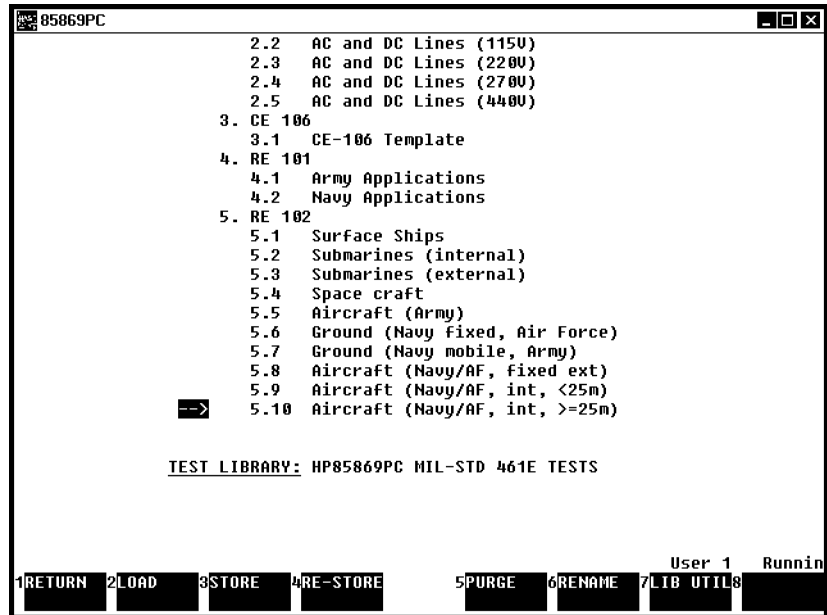 85869PC
2.2 AC and DC Lines (115V)
2.3 AC and DC Lines (220V)
2.4 AC and DC Lines (270V)
2.5 AC and DC Lines (440V)
3. CE 106
3.1 CE-106 Template
4. RE 101
4.1 Army Applications
4.2 Navy Applications
5. RE 102
5.1 Surface Ships
5.2 Submarines (internal)
5.3 Submarines (external)
5.4 Space craft
5.5 Aircraft (Army)
5.6 Ground (Navy fixed, Air Force)
5.7 Ground (Navy mobile, Army)
5.8 Aircraft (Navy/AF, fixed ext)
5.9 Aircraft (Navy/AF, int, <25m)
--> 5.10 Aircraft (Navy/AF, int, >=25m)
TEST LIBRARY: HP85869PC MIL-STD 461E TESTS
User 1 Runnin
1RETURN 2LOAD 3STORE 4RE-STORE 5PURGE 6RENAME 7LIB UTIL8